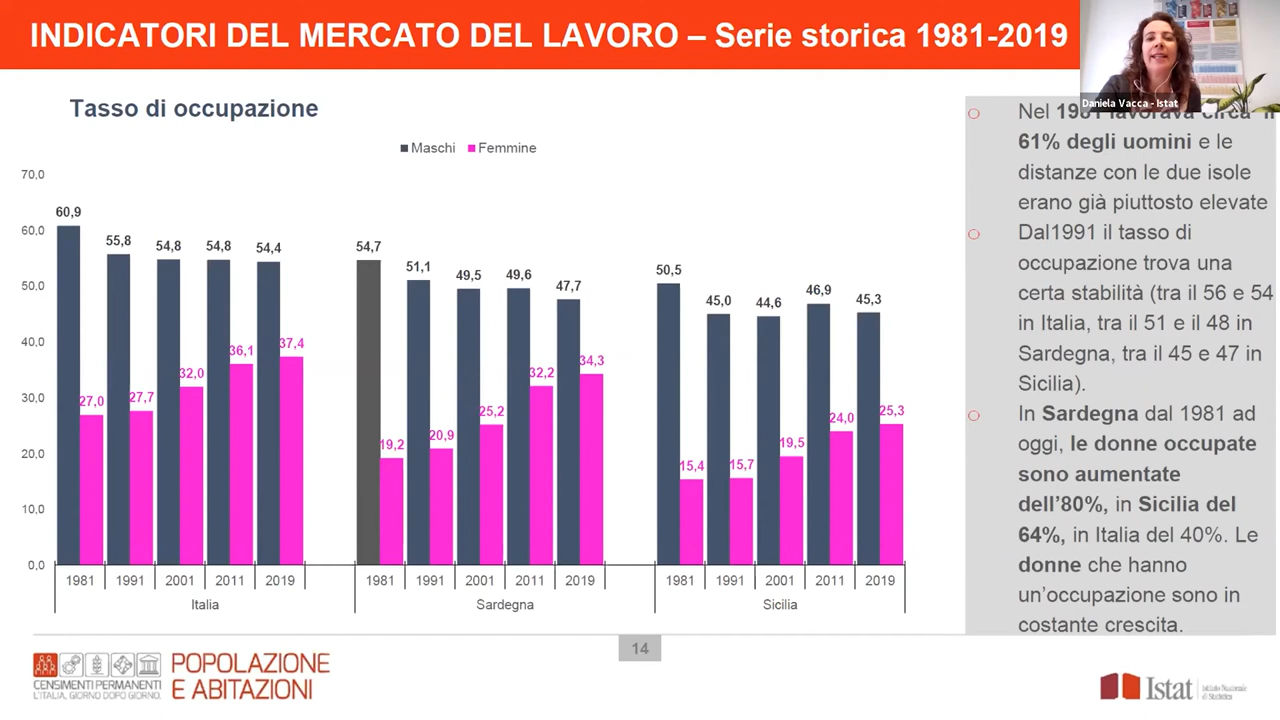 INDICATORI DEL MERCATO DEL LAVORO – Serie storica 1981-2019
Daniela Vacca - Istat
Tasso di occupazione
Maschi Femmine
70,0
60,0
50,0
40,0
30,0
20,0
10,0
0,0
60,9 55,8 54,8 54,8 54,4
27,0 27,7 32,0 36,1 37,4
54,7 51,1 49,5 49,6 47,7
19,2 20,9 25,2 32,2 34,3
50,5 45,0 44,6 46,9 45,3
15,4 15,7 19,5 24,0 25,3
1981 1991 2001 2011 2019 1981 1991 2001 2011 2019 1981 1991 2001 2011 2019
Italia Sardegna Sicilia
Nel 1981 lavorava circa il
61% degli uomini e le
distanze con le due isole
erano già piuttosto elevate
Dal1991 il tasso di
occupazione trova una
certa stabilità (tra il 56 e 54
in Italia, tra il 51 e il 48 in
Sardegna, tra il 45 e 47 in
Sicilia).
In Sardegna dal 1981 ad
oggi, le donne occupate
sono aumentate
dell'80%, in Sicilia del
64%, in Italia del 40%. Le
donne che hanno
un'occupazione sono in
costante crescita.
14
CENSIMENTI PERMANENTI
L'ITALIA, GIORNO DOPO GIORNO.
POPOLAZIONE
E ABITAZIONI
Istat
Istituto Nazionale
di Statistica